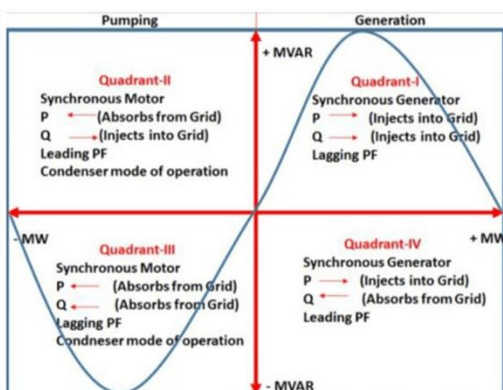 Pumping
Generation
+ MVAR
Quadrant-II
Synchronous Motor
P (Absorbs from Grid)
Q (Injects into Grid)
Leading PF
Condenser mode of operation
Quadrant-I
Synchronous Generator
P (Injects into Grid)
Q (Injects into Grid)
Lagging PF
- MW
+ MW
Quadrant-III
Synchronous Motor
P (Absorbs from Grid)
Q (Absorbs from Grid)
Lagging PF
Condneser mode of operation
Quadrant-IV
Synchronous Generator
P (Injects into Grid)
Q (Absorbs from Grid)
Leading PF
- MVAR